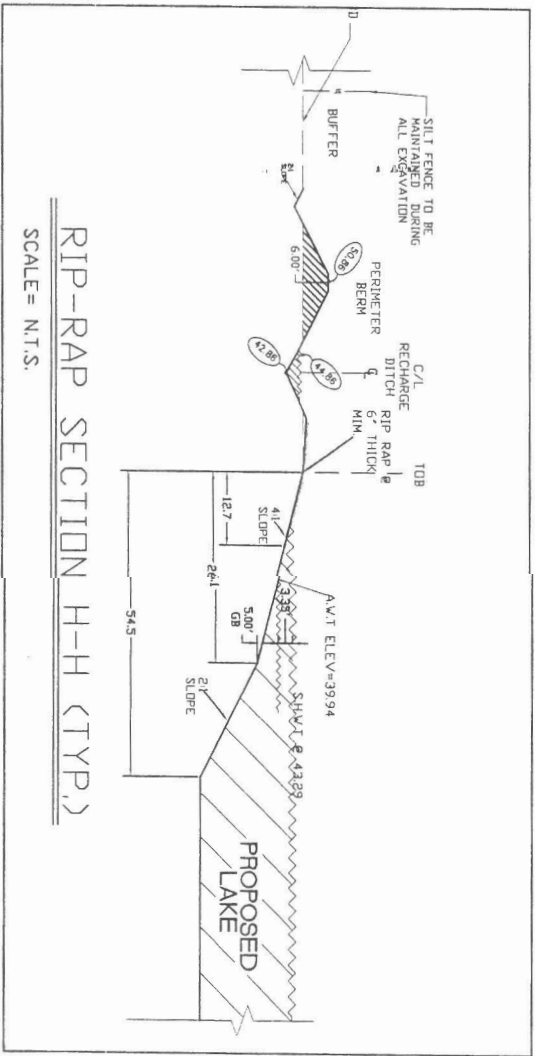 D
SILT FENCE TO BE
MAINTAINED DURING
ALL EXCAVATION
BUFFER
2:1
SLOPE
PERIMETER
BERM
50.86
6.00'
C/L
RECHARGE
DITCH
42.86
44.86
TOB
RIP RAP @
6" THICK
MIM.
12.7
4:1
SLOPE
26.1
54.5
A.W.T ELEV=39.94
3.35'
5.00'
GB
S.H.W.T @ 43.29
2:1
SLOPE
PROPOSED
LAKE
RIP-RAP SECTION H-H (TYP.)
SCALE= N.T.S.